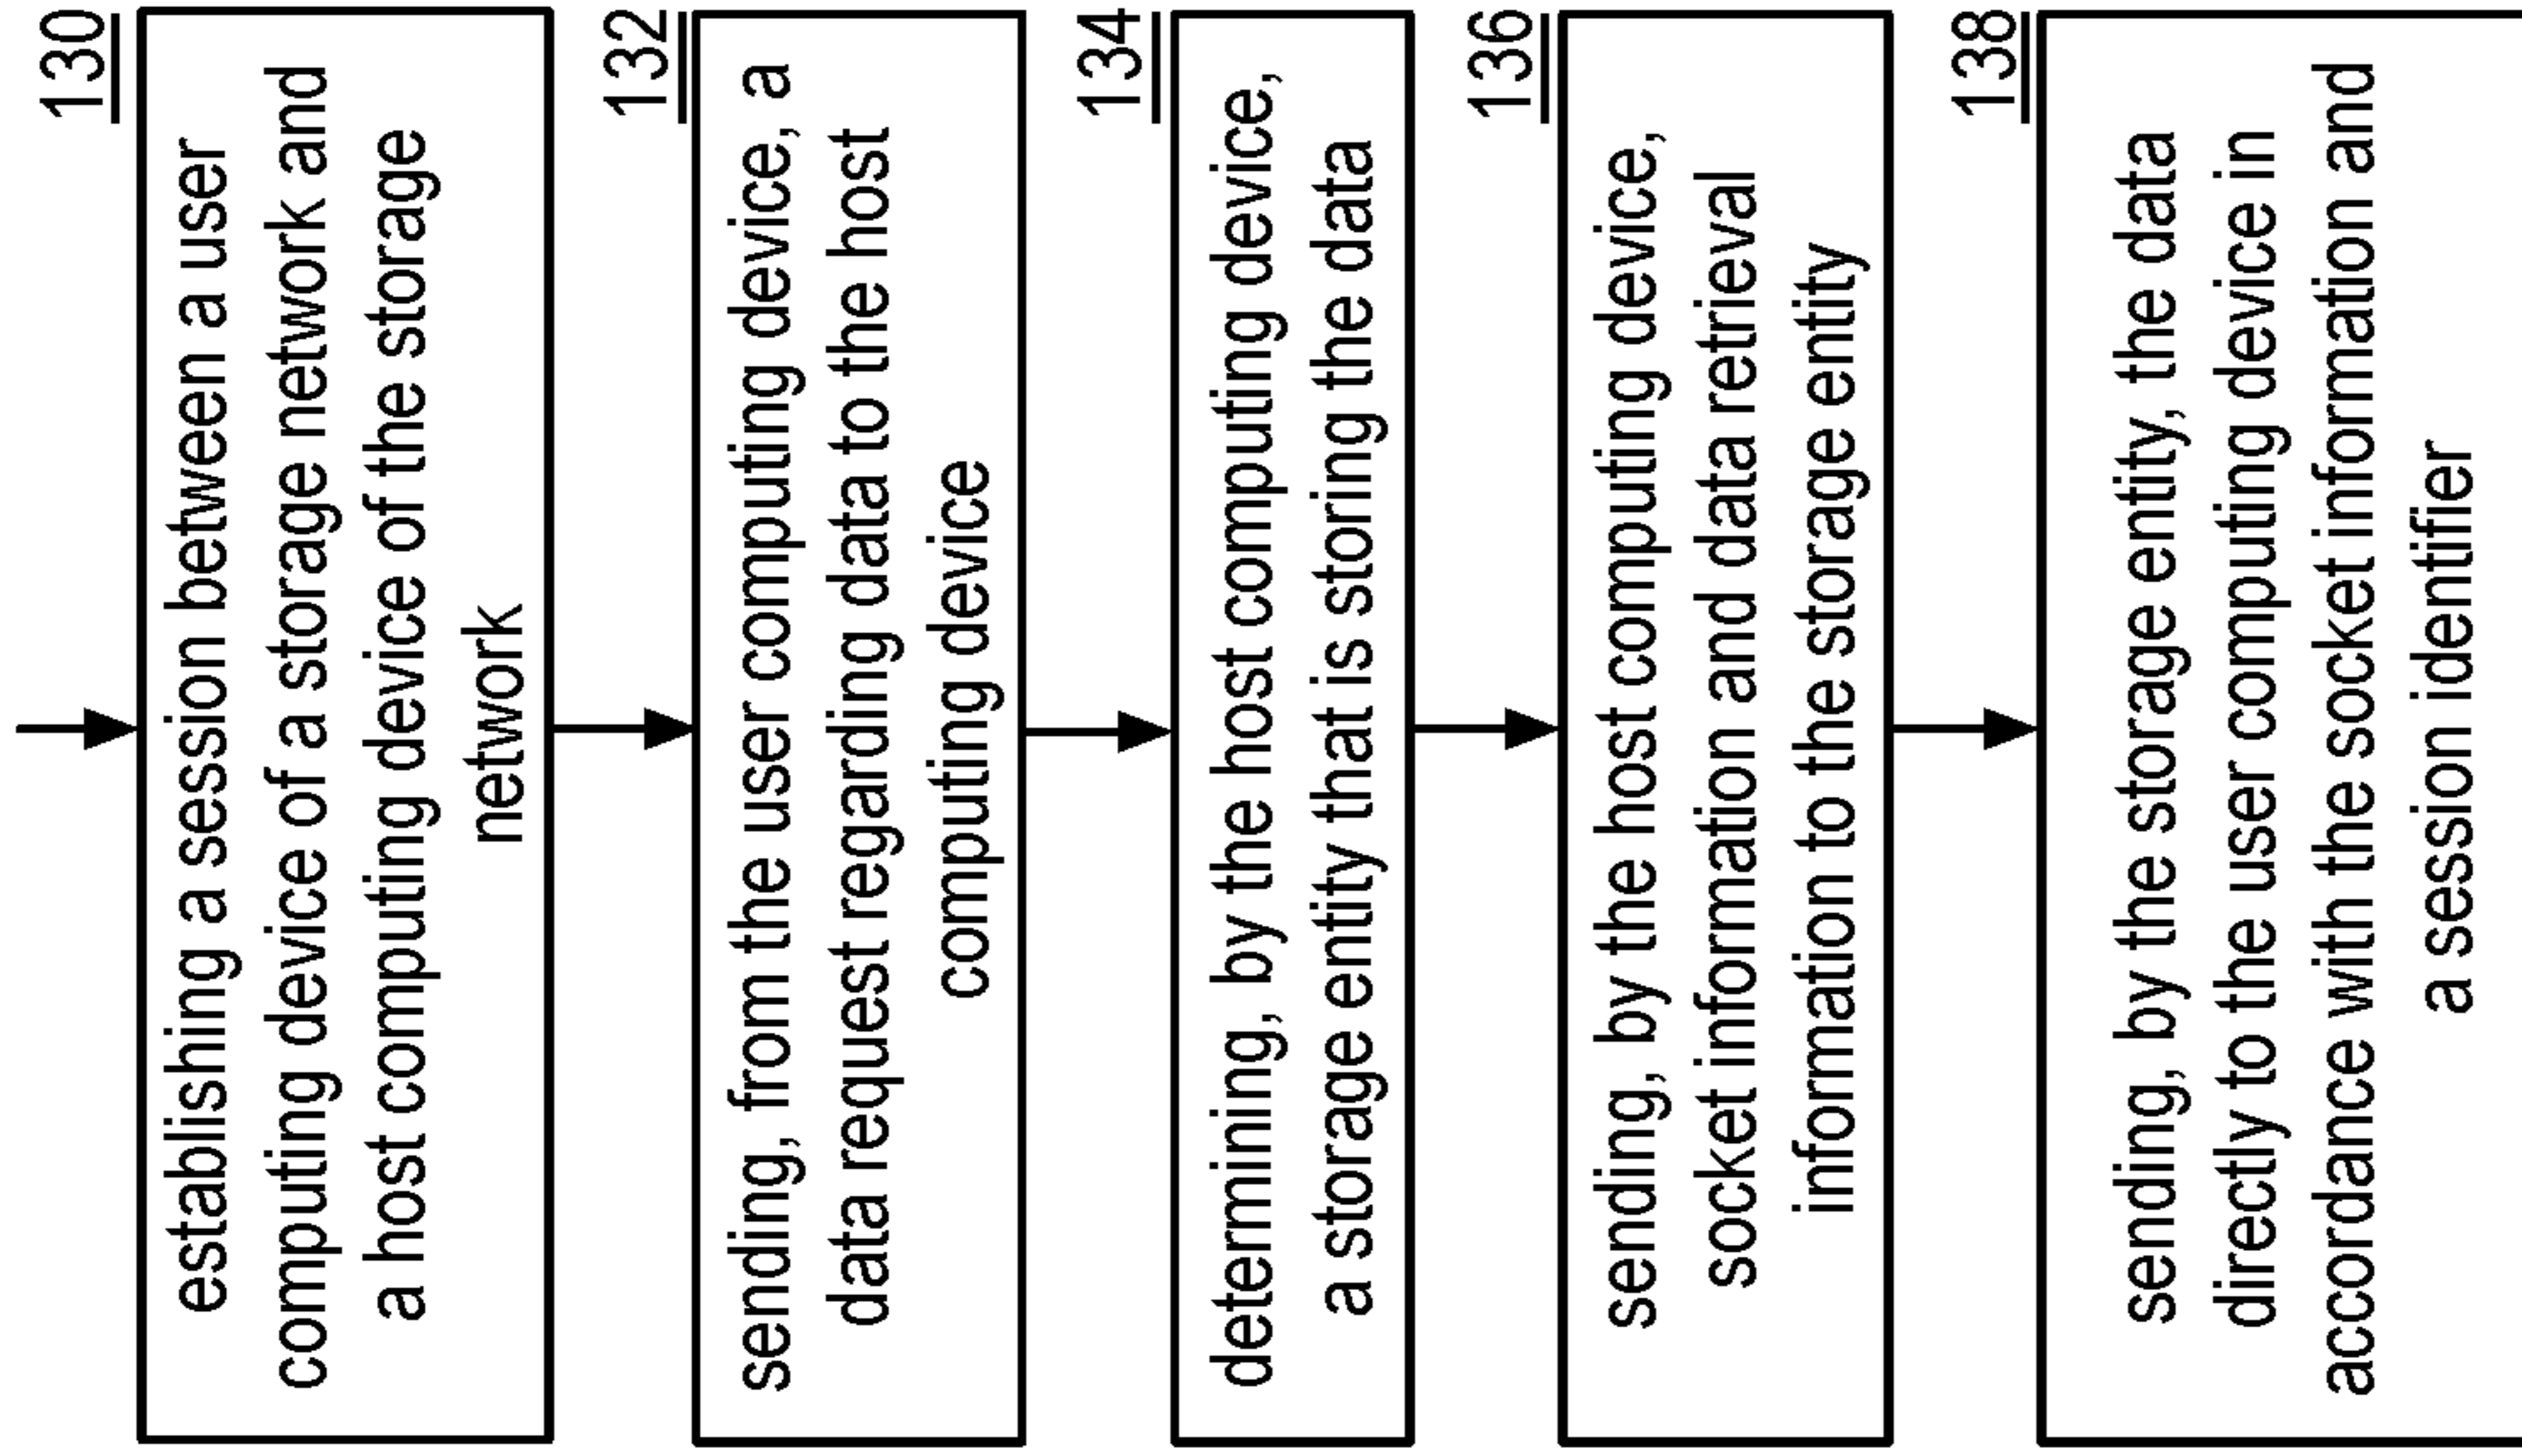 130
establishing a session between a user
computing device of a storage network and
a host computing device of the storage
network
132
sending, from the user computing device, a
data request regarding data to the host
computing device
134
determining, by the host computing device,
a storage entity that is storing the data
136
sending, by the host computing device,
socket information and data retrieval
information to the storage entity
138
sending, by the storage entity, the data
directly to the user computing device in
accordance with the socket information and
a session identifier